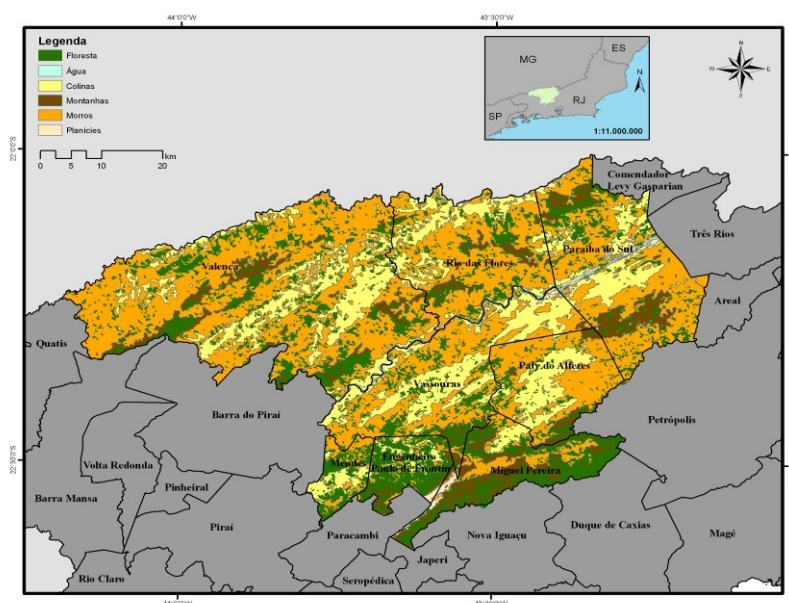 44°0'0"
43°30'0"
Legenda
Floresta
Água
Colinas
Montanhas
Morros
Planícies
0 5 10 20
km
MG
ES
RJ
SP
N
1:11.000.000
N
W E
S
22°0'0"S
22°30'0"S
Comendador
Levy Gasparian
Três Rios
Paraíba do Sul
Valença
Rio das Flores
Areal
Quatis
Paty do Alferes
Vassouras
Barra do Piraí
Petrópolis
Mendes
Engenheiro
Paulo de Frontin
Miguel Pereira
Volta Redonda
Pinheiral
Barra Mansa
Piraí
Paracambi
Nova Iguaçu
Duque de Caxias
Magé
Japeri
Rio Claro
Seropédica
44°0'0"